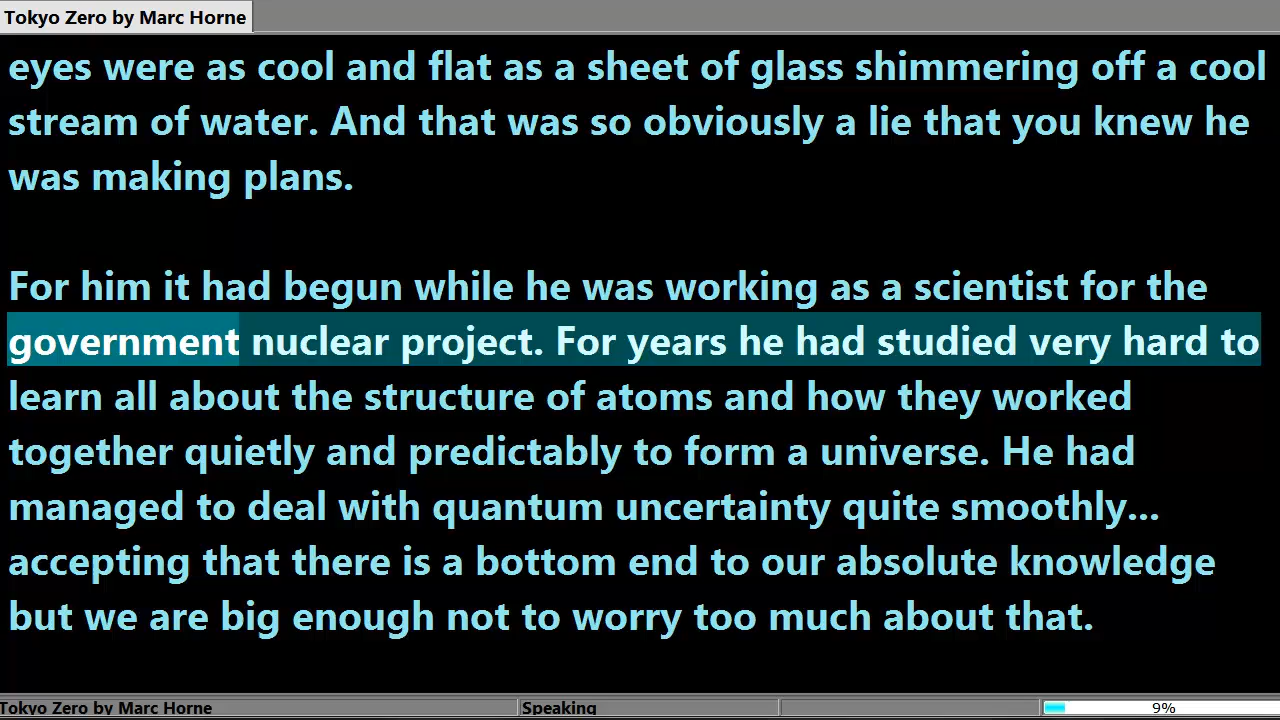 Tokyo Zero by Marc Horne
eyes were as cool and flat as a sheet of glass shimmering off a cool
stream of water. And that was so obviously a lie that you knew he
was making plans.
For him it had begun while he was working as a scientist for the
government nuclear project. For years he had studied very hard to
learn all about the structure of atoms and how they worked
together quietly and predictably to form a universe. He had
managed to deal with quantum uncertainty quite smoothly...
accepting that there is a bottom end to our absolute knowledge
but we are big enough not to worry too much about that.
Tokyo Zero by Marc Horne Speaking 9%